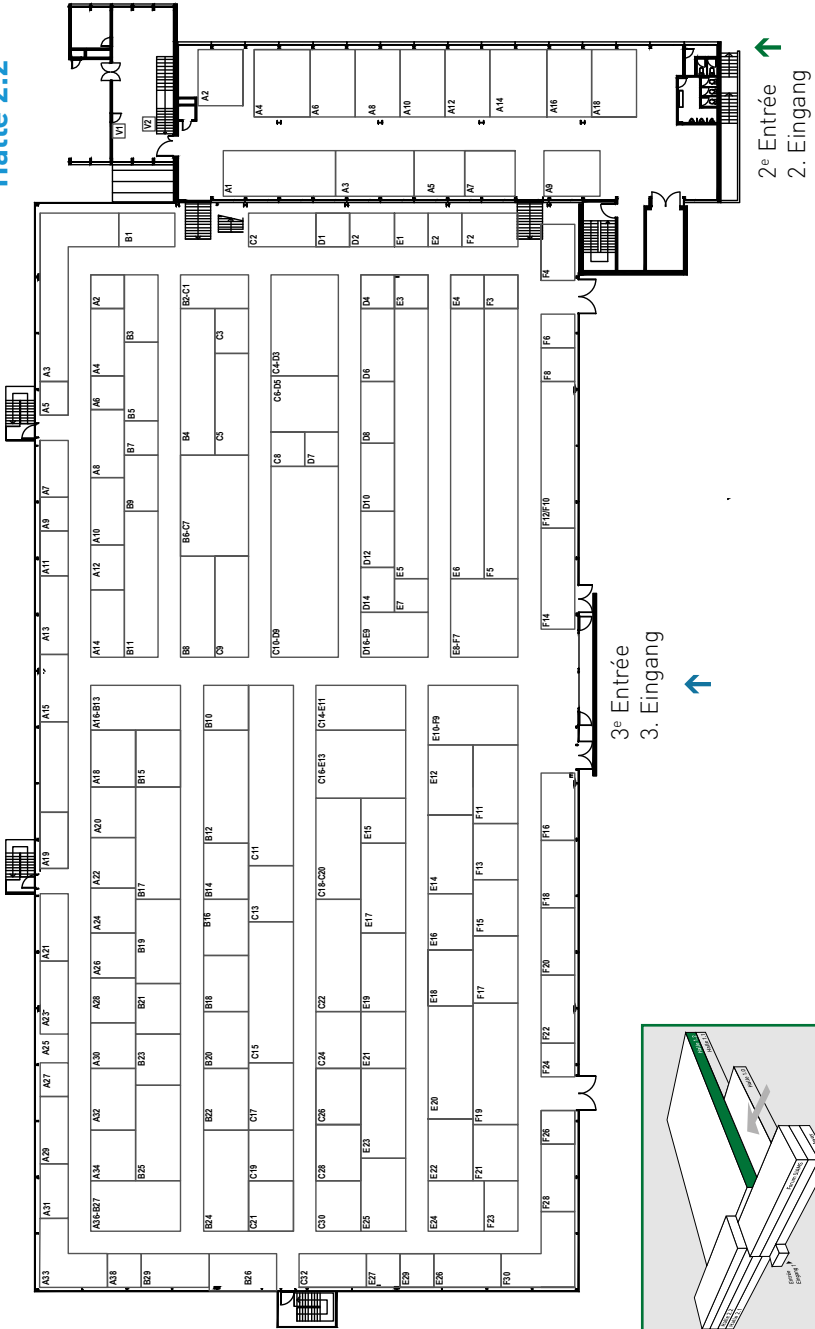 Halle 2.2
V1
V2
A2
A4
A6
A8
A10
A12
A14
A16
A18
A1
A3
A5
A7
A9
2e Entrée
2. Eingang
B1
C2
D1
D2
E1
E2
F2
F4
A3
A5
A7
A9
A11
A13
A15
A19
A21
A23
A25
A27
A29
A31
A33
A2
A4
A6
A8
A10
A12
A14
B3
B5
B7
B9
B11
B2-C1
B4
B6-C7
B8
C3
C5
C9
C4-D3
C6-D5
C8
D7
C10-D9
D4
D6
D8
D10
D12
D14
D16-E9
E3
E5
E7
E4
E6
E8-F7
F3
F5
F6
F8
F12/F10
F14
3e Entrée
3. Eingang
A16-B13
A18
A20
A22
A24
A26
A28
A30
A32
A34
A36-B27
B15
B17
B19
B21
B23
B25
B10
B12
B14
B16
B18
B20
B22
B24
C11
C13
C15
C17
C19
C21
C14-E11
C16-E13
C18-C20
C22
C24
C26
C28
C30
E15
E17
E19
E21
E23
E25
E10-F9
E12
E14
E16
E18
E20
E22
E24
F11
F13
F15
F17
F19
F21
F23
F16
F18
F20
F22
F24
F26
F28
A38
B29
B26
C32
E27
E29
E26
F30